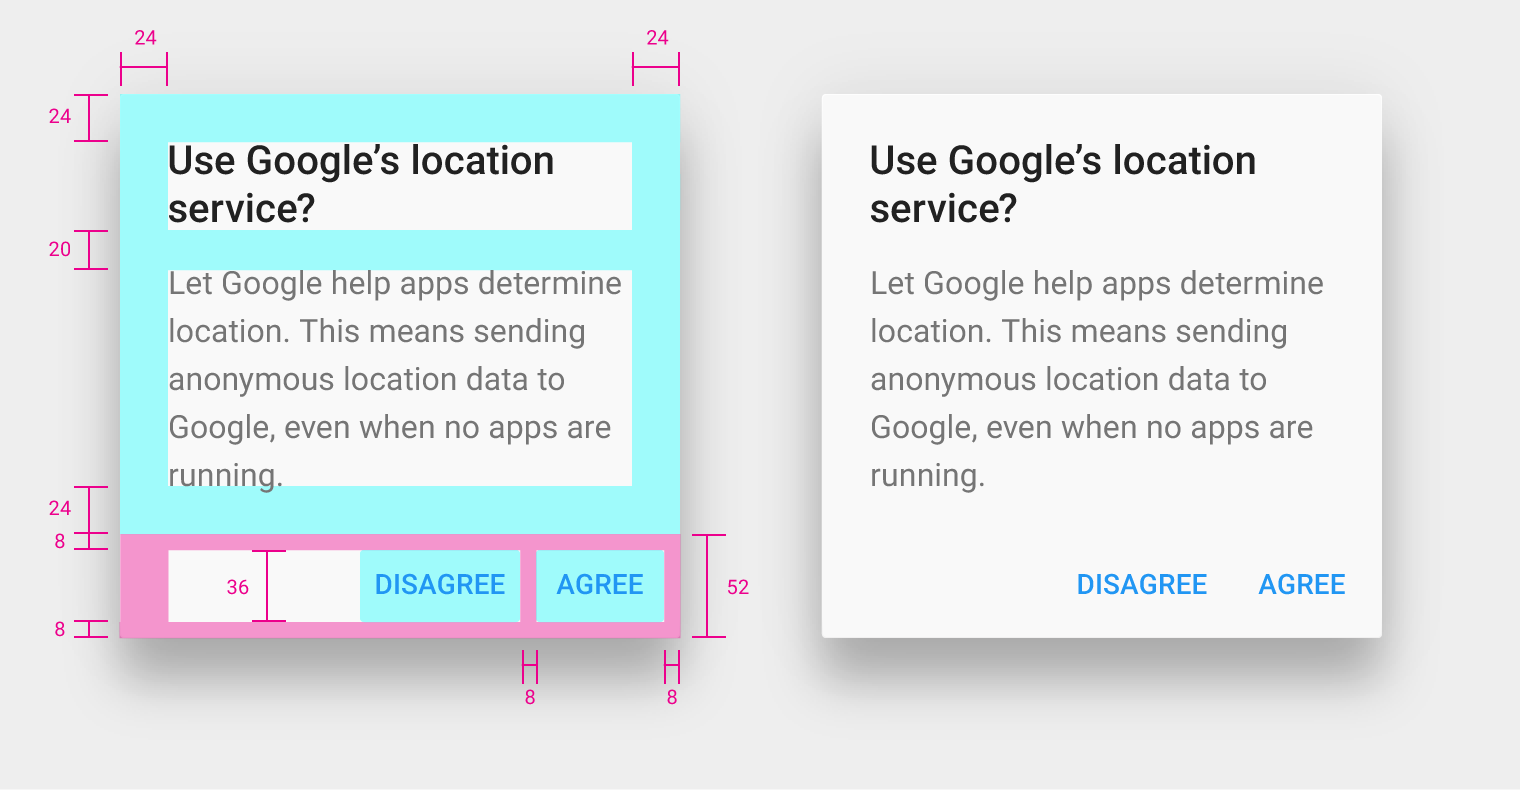 24
24
24
Use Google’s location
service?
20
Let Google help apps determine
location. This means sending
anonymous location data to
Google, even when no apps are
running.
24
8
36
DISAGREE
AGREE
52
8
8
8
Use Google’s location
service?
Let Google help apps determine
location. This means sending
anonymous location data to
Google, even when no apps are
running.
DISAGREE
AGREE